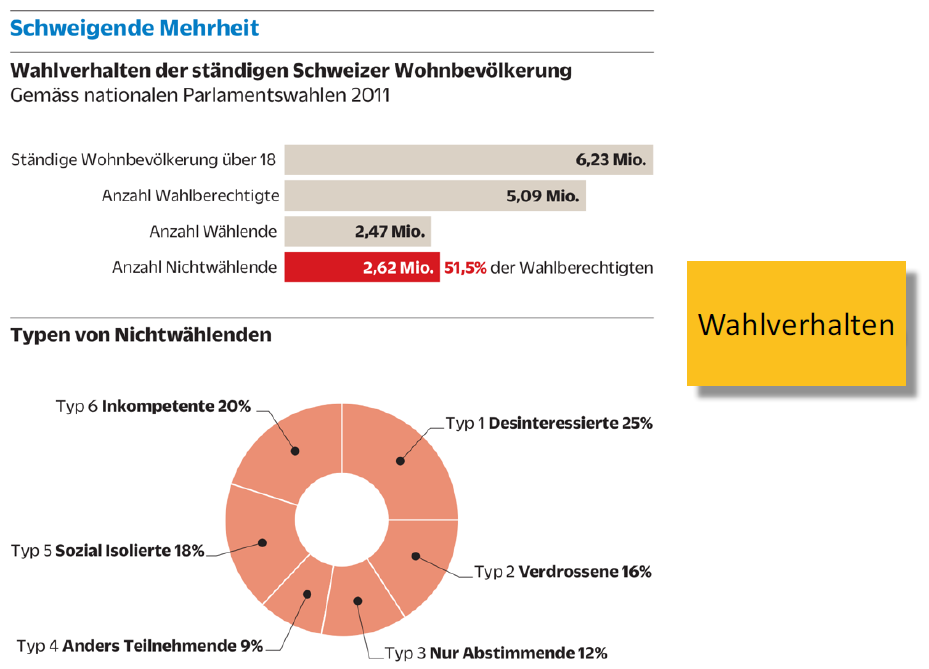 Schweigende Mehrheit
Wahlverhalten der ständigen Schweizer Wohnbevölkerung
Gemäss nationalen Parlamentswahlen 2011
Ständige Wohnbevölkerung über 18 6,23 Mio.
Anzahl Wahlberechtigte 5,09 Mio.
Anzahl Wählende 2,47 Mio.
Anzahl Nichtwählende 2,62 Mio. 51,5% der Wahlberechtigten
Wahlverhalten
Typen von Nichtwählenden
Typ 6 Inkompetente 20%
Typ 1 Desinteressierte 25%
Typ 5 Sozial Isolierte 18%
Typ 2 Verdrossene 16%
Typ 4 Anders Teilnehmende 9%
Typ 3 Nur Abstimmende 12%